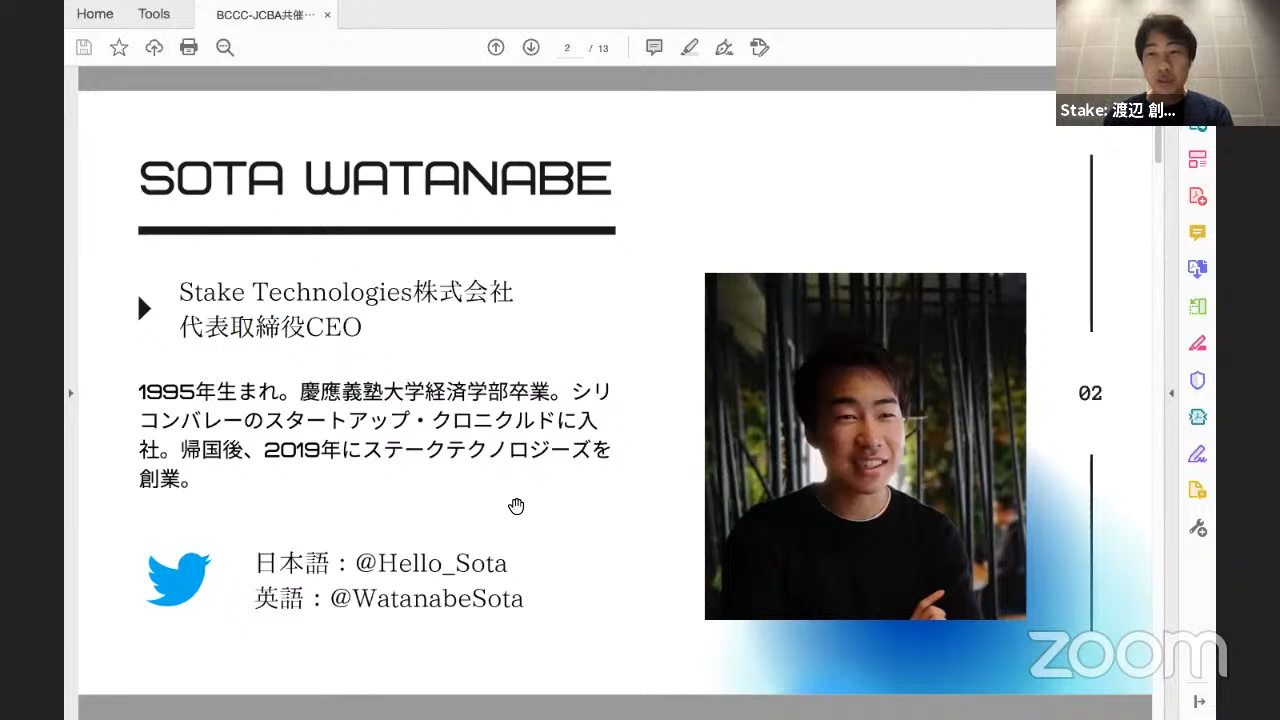 Home Tools BCCC-JCBA共催… ×
2 / 13
Stake: 渡辺 創...
SOTA WATANABE
Stake Technologies株式会社
代表取締役CEO
1995年生まれ。慶應義塾大学経済学部卒業。シリ
コンバレーのスタートアップ・クロニクルドに入
社。帰国後、2019年にステークテクノロジーズを
創業。
02
日本語：@Hello_Sota
英語：@WatanabeSota
zoom